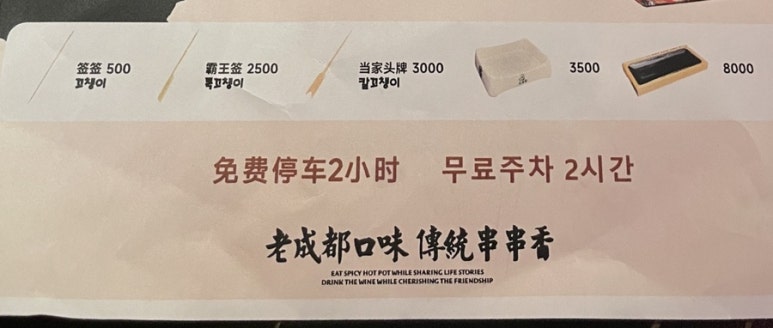 签签 500
꼬챙이
霸王签 2500
폭꼬챙이
当家头牌 3000
칼꼬챙이
3500
8000
免费停车2小时 무료주차 2시간
老成都口味 傳統串串香
EAT SPICY HOT POT WHILE SHARING LIFE STORIES
DRINK THE WINE WHILE CHERISHING THE FRIENDSHIP